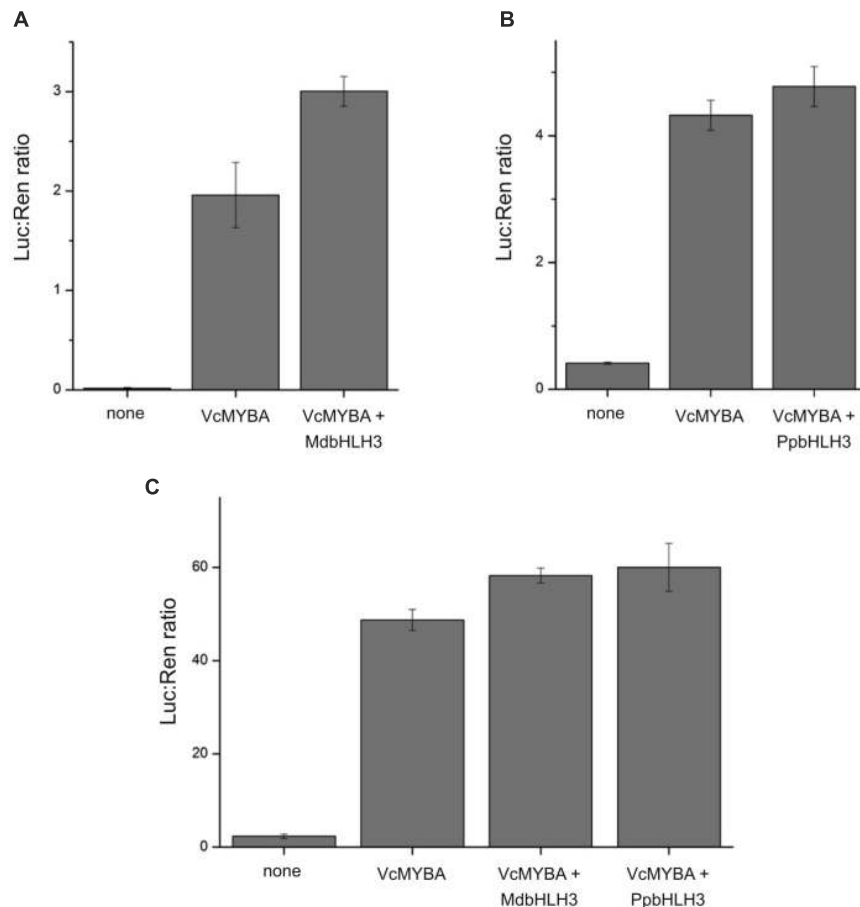 A
Luc:Ren ratio
3
2
1
0
none
VcMYBA
VcMYBA +
MdbHLH3
B
Luc:Ren ratio
4
2
0
none
VcMYBA
VcMYBA +
PpbHLH3
C
Luc:Ren ratio
60
40
20
0
none
VcMYBA
VcMYBA +
MdbHLH3
VcMYBA +
PpbHLH3